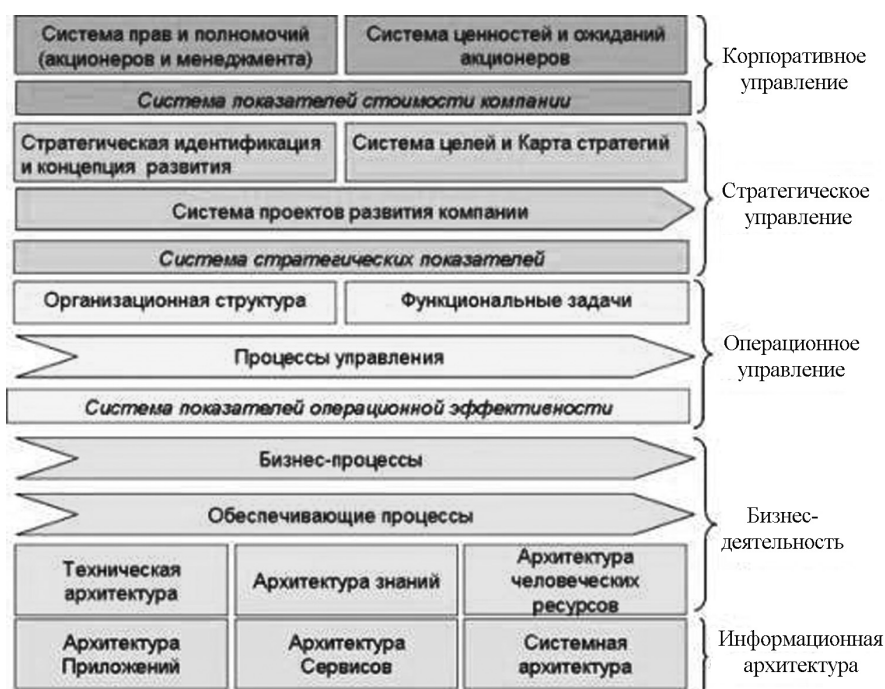 Система прав и полномочий
(акционеров и менеджмента)
Система ценностей и ожиданий
акционеров
Система показателей стоимости компании
Корпоративное
управление
Стратегическая идентификация
и концепция развития
Система целей и Карта стратегий
Система проектов развития компании
Система стратегических показателей
Стратегическое
управление
Организационная структура
Функциональные задачи
Процессы управления
Система показателей операционной эффективности
Операционное
управление
Бизнес-процессы
Обеспечивающие процессы
Техническая
архитектура
Архитектура знаний
Архитектура
человеческих
ресурсов
Бизнес-
деятельность
Архитектура
Приложений
Архитектура
Сервисов
Системная
архитектура
Информационная
архитектура